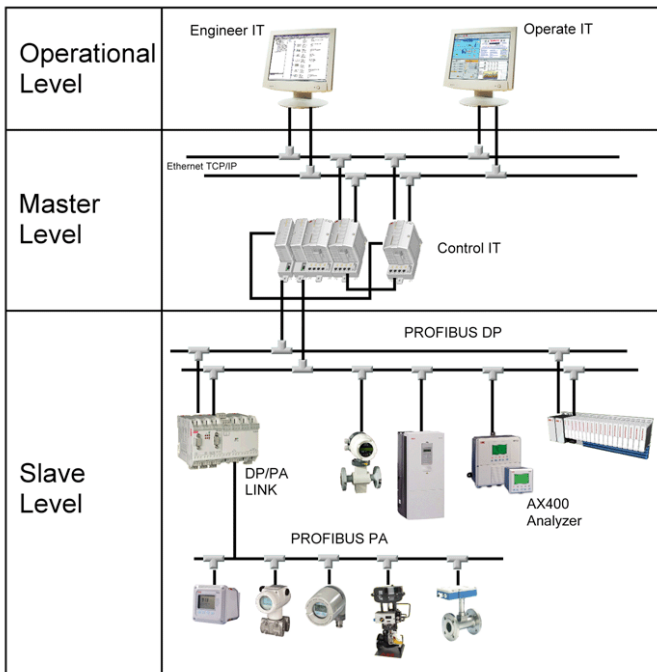 Operational
Level
Engineer IT
Operate IT
Master
Level
Ethernet TCP/IP
Control IT
Slave
Level
PROFIBUS DP
DP/PA
LINK
AX400
Analyzer
PROFIBUS PA